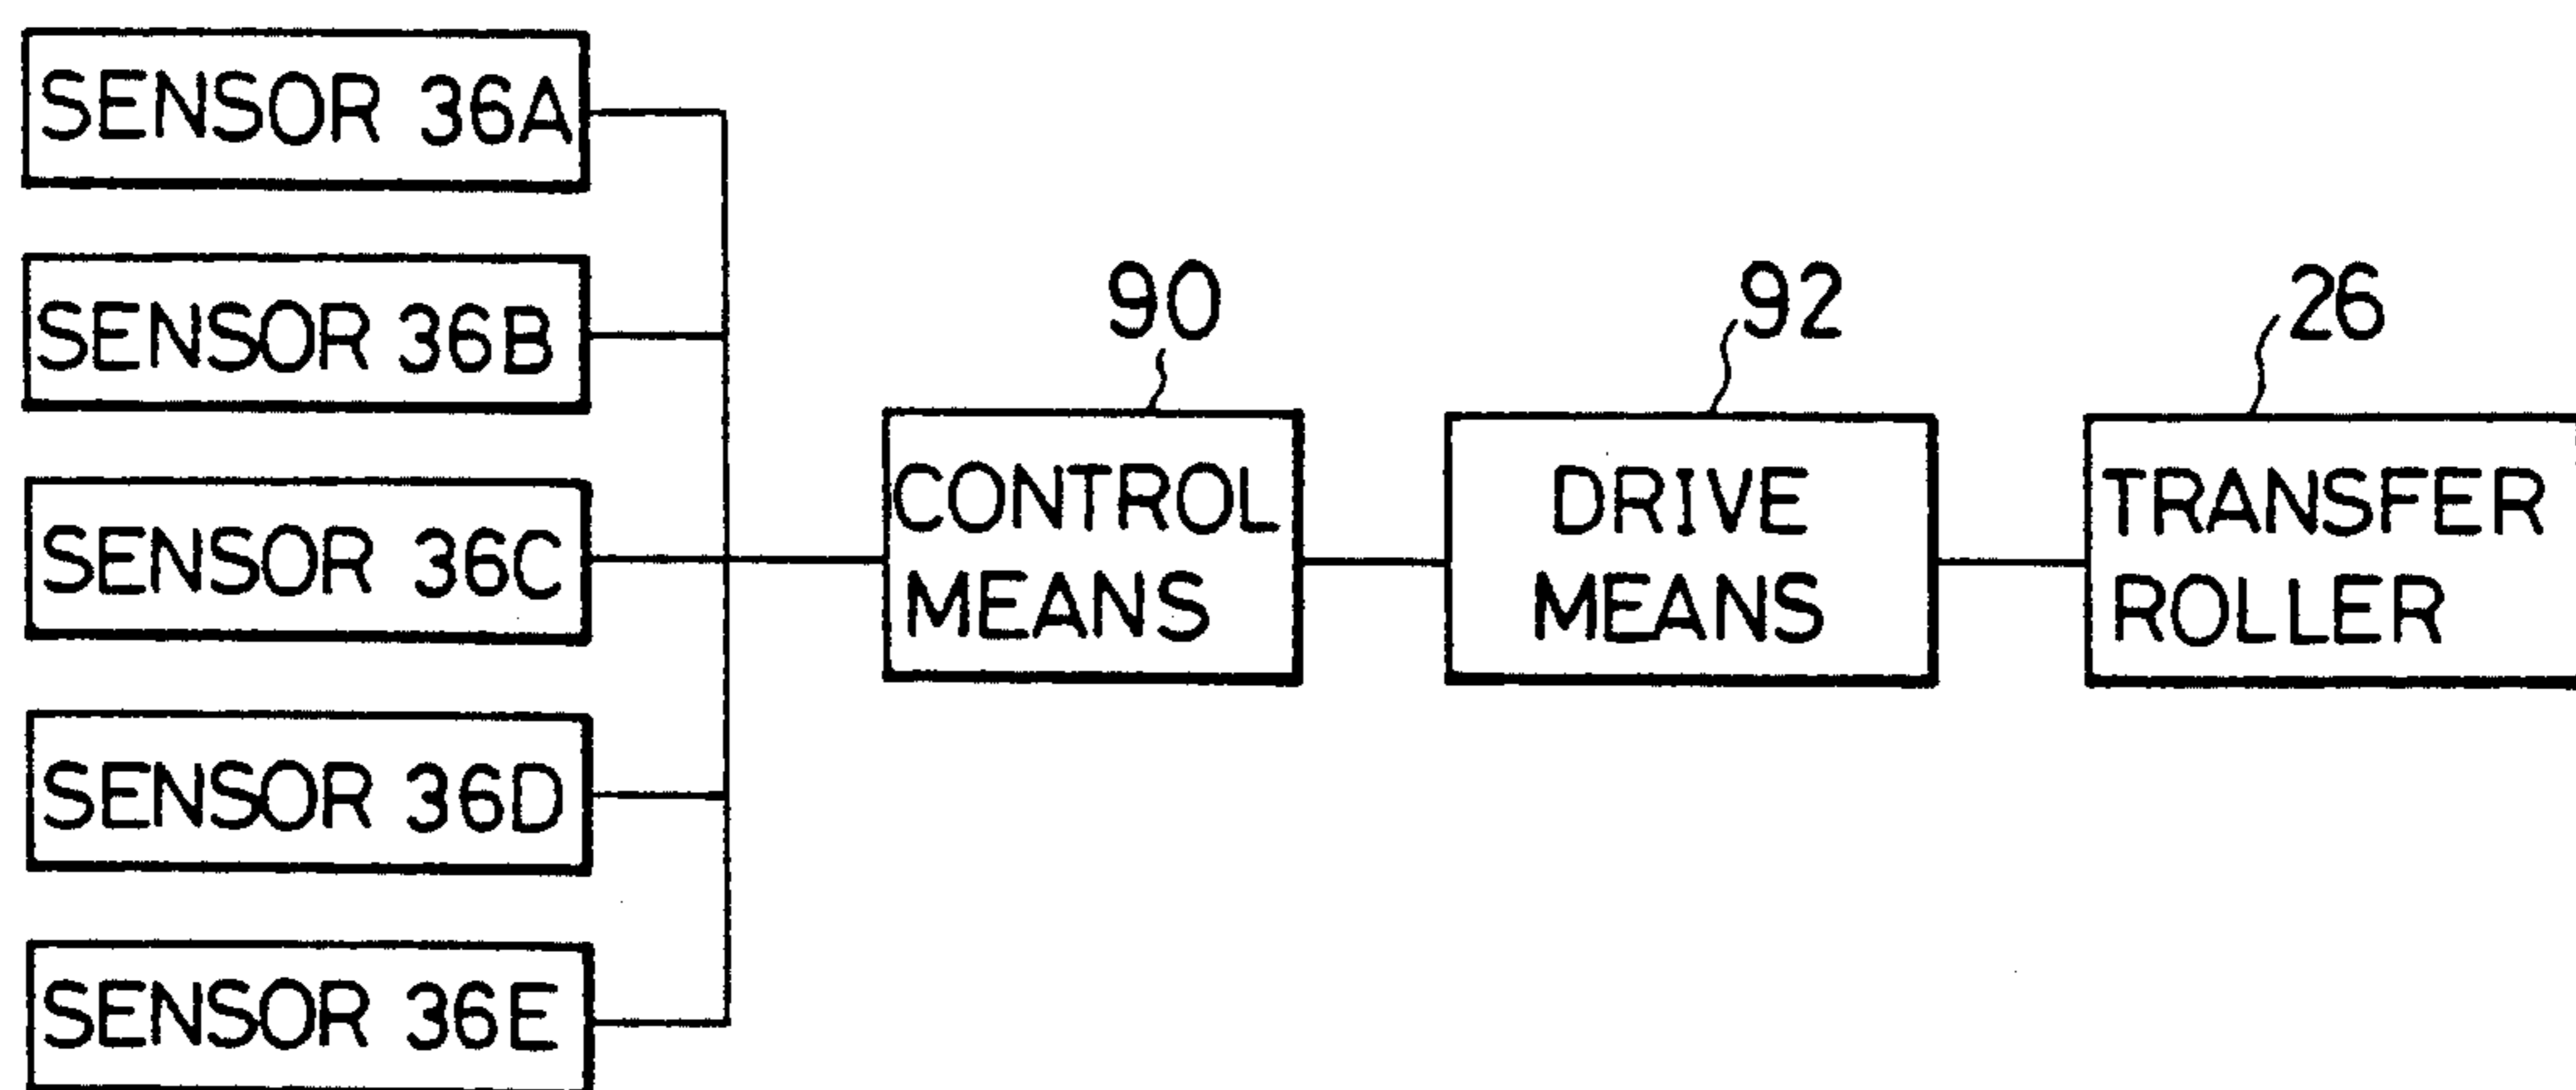 SENSOR 36A
SENSOR 36B
SENSOR 36C
SENSOR 36D
SENSOR 36E
90
CONTROL
MEANS
92
DRIVE
MEANS
26
TRANSFER
ROLLER